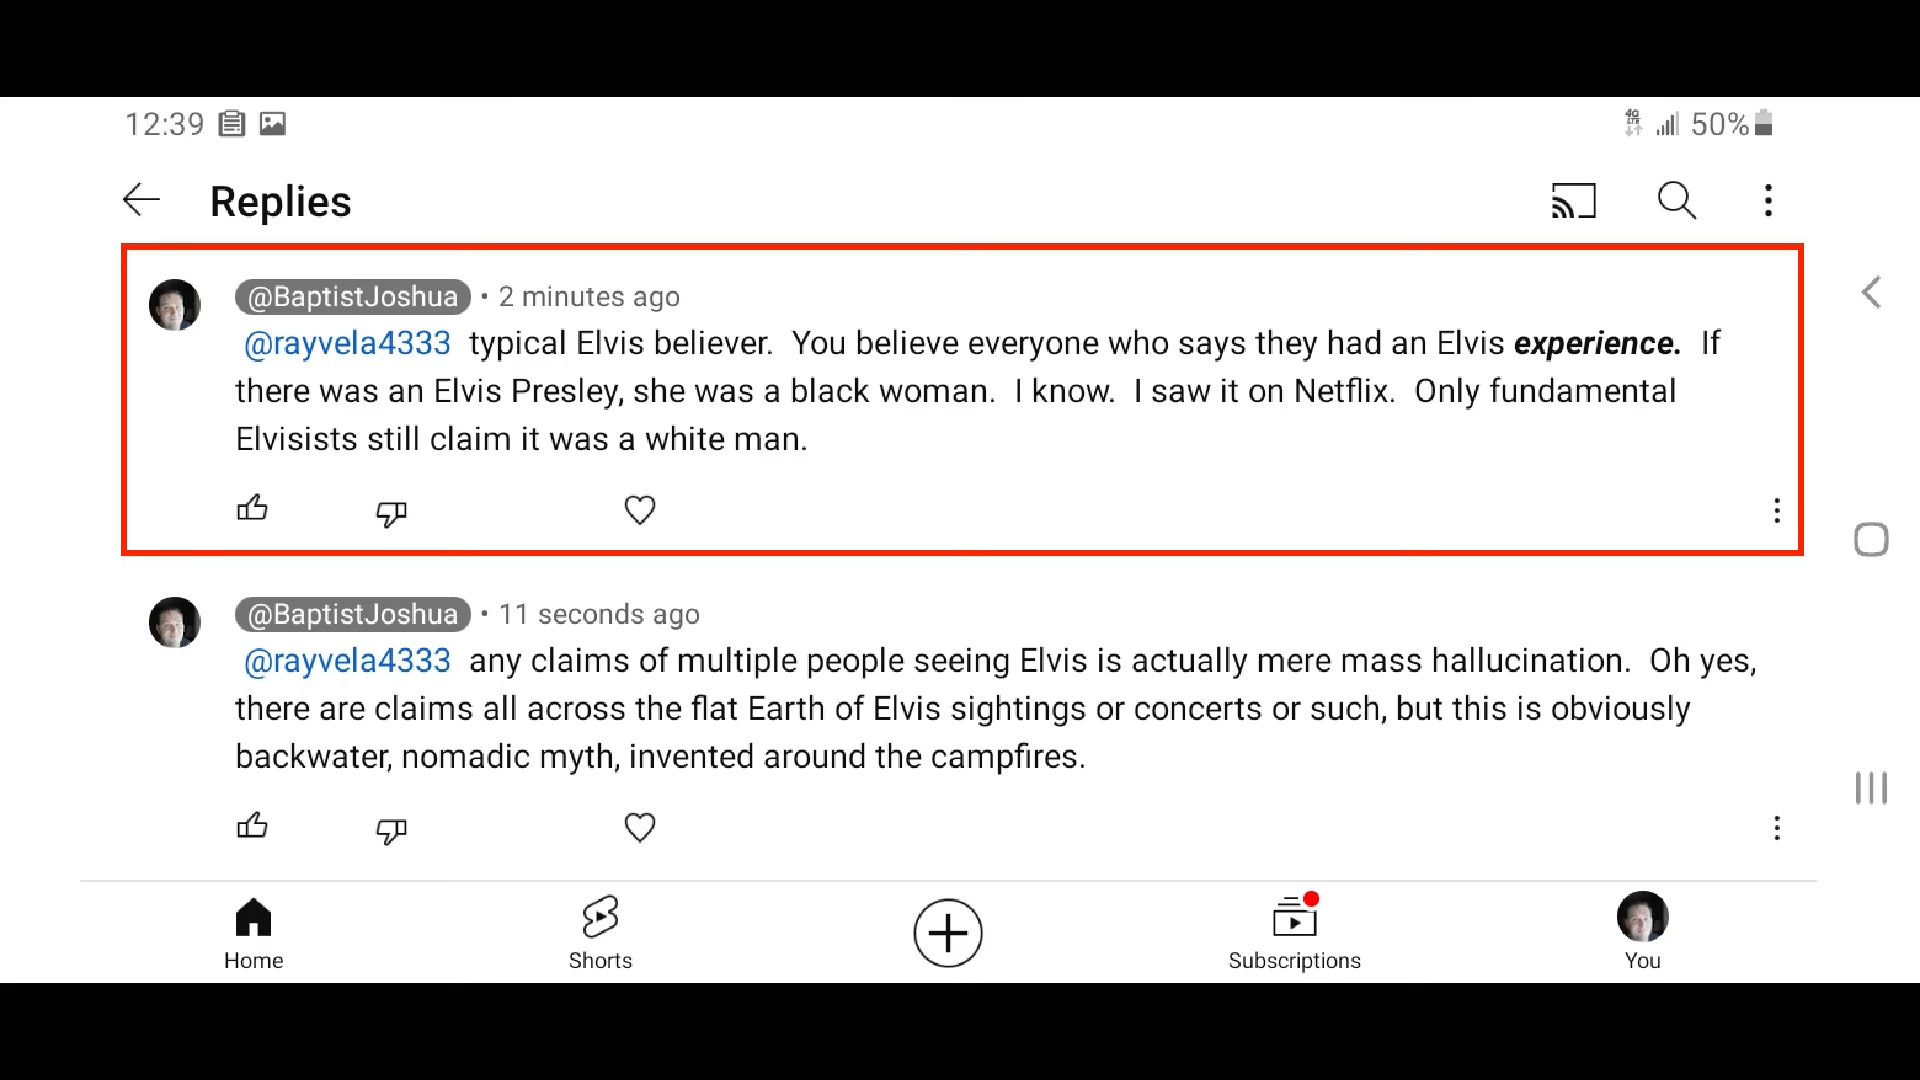 12:39
4G LTE 50%
Replies
@BaptistJoshua • 2 minutes ago
@rayvela4333 typical Elvis believer. You believe everyone who says they had an Elvis experience. If
there was an Elvis Presley, she was a black woman. I know. I saw it on Netflix. Only fundamental
Elvisists still claim it was a white man.
@BaptistJoshua • 11 seconds ago
@rayvela4333 any claims of multiple people seeing Elvis is actually mere mass hallucination. Oh yes,
there are claims all across the flat Earth of Elvis sightings or concerts or such, but this is obviously
backwater, nomadic myth, invented around the campfires.
Home
Shorts
Subscriptions
You